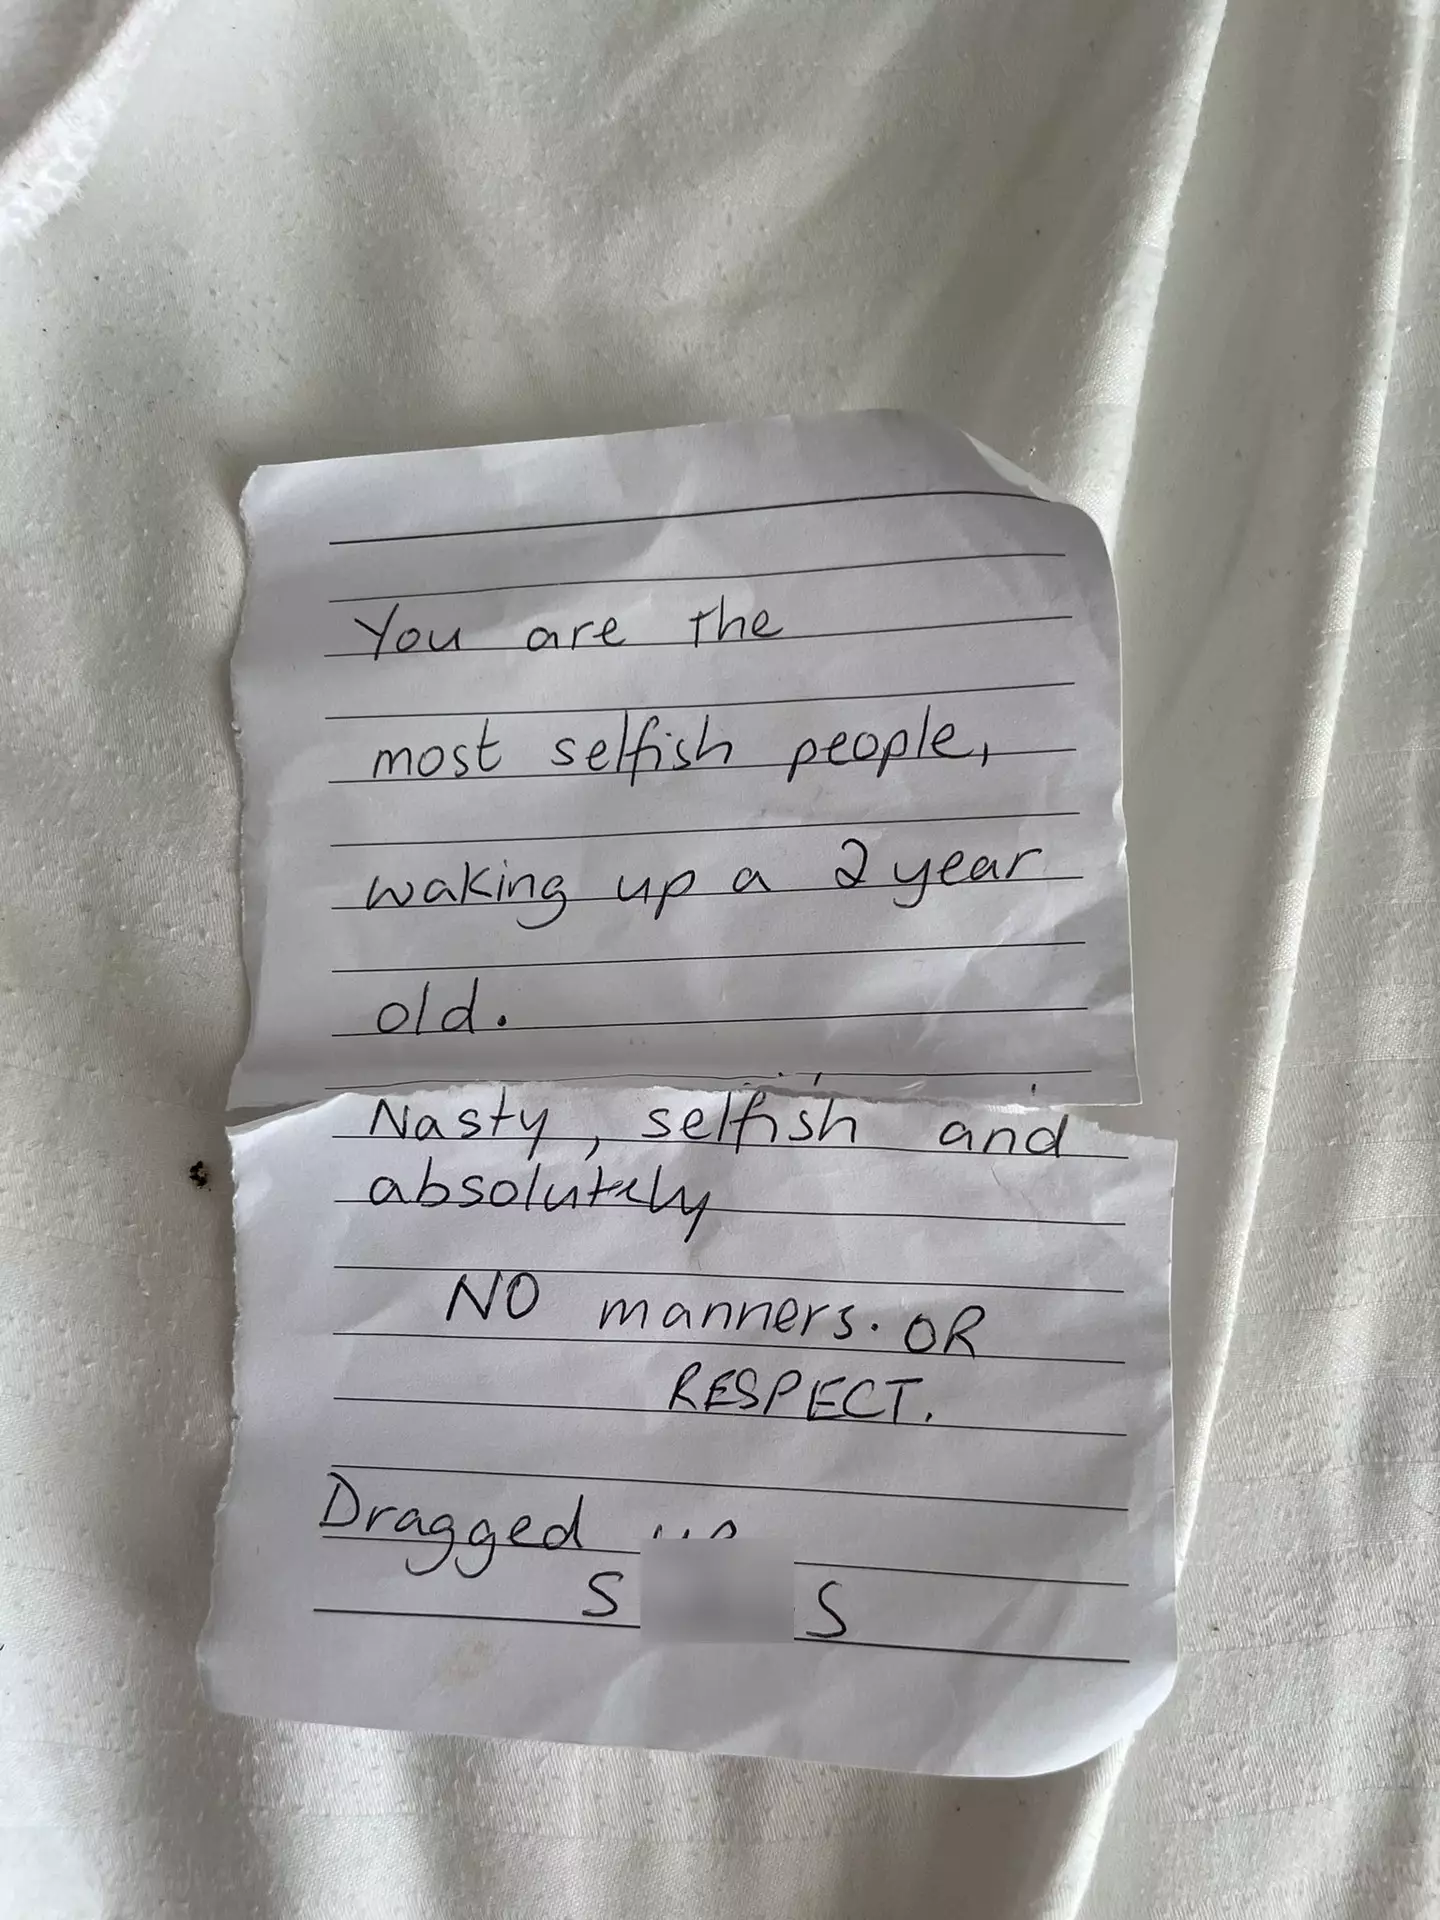 You are the
most selfish people,
waking up a 2 year
old.
Nasty, selfish and
absolutely
NO manners. OR
RESPECT.
Dragged up
S S